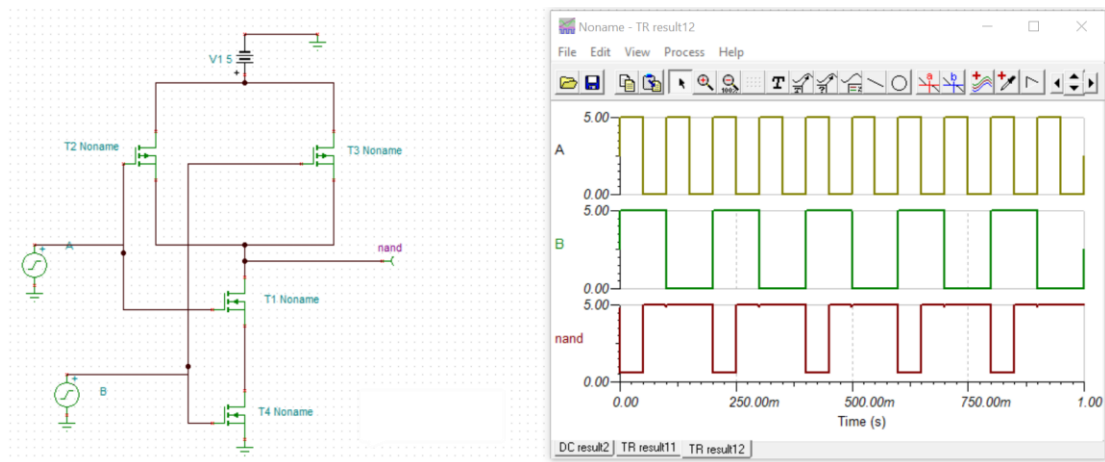 V1 5
+
T2 Noname
T3 Noname
+
A
nand
T1 Noname
+
B
T4 Noname
Noname - TR result12
File Edit View Process Help
100%
T
?
a
b
5.00
A
0.00
5.00
B
0.00
5.00
nand
0.00
0.00 250.00m 500.00m 750.00m 1.00
Time (s)
DC result2 TR result11 TR result12